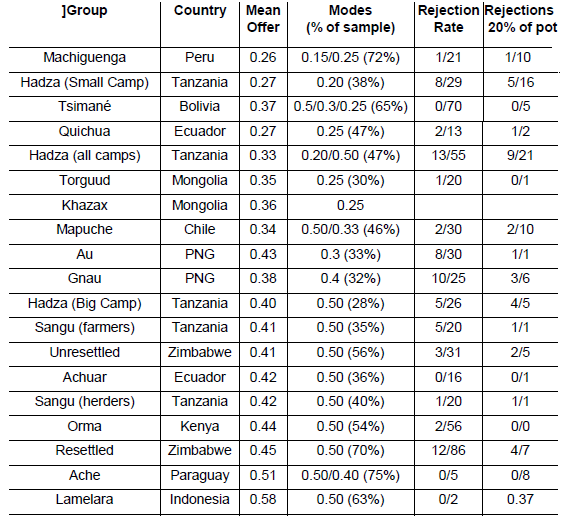 ]Group Country Mean Offer Modes (% of sample) Rejection Rate Rejections 20% of pot
Machiguenga Peru 0.26 0.15/0.25 (72%) 1/21 1/10
Hadza (Small Camp) Tanzania 0.27 0.20 (38%) 8/29 5/16
Tsimané Bolivia 0.37 0.5/0.3/0.25 (65%) 0/70 0/5
Quichua Ecuador 0.27 0.25 (47%) 2/13 1/2
Hadza (all camps) Tanzania 0.33 0.20/0.50 (47%) 13/55 9/21
Torguud Mongolia 0.35 0.25 (30%) 1/20 0/1
Khazax Mongolia 0.36 0.25
Mapuche Chile 0.34 0.50/0.33 (46%) 2/30 2/10
Au PNG 0.43 0.3 (33%) 8/30 1/1
Gnau PNG 0.38 0.4 (32%) 10/25 3/6
Hadza (Big Camp) Tanzania 0.40 0.50 (28%) 5/26 4/5
Sangu (farmers) Tanzania 0.41 0.50 (35%) 5/20 1/1
Unresettled Zimbabwe 0.41 0.50 (56%) 3/31 2/5
Achuar Ecuador 0.42 0.50 (36%) 0/16 0/1
Sangu (herders) Tanzania 0.42 0.50 (40%) 1/20 1/1
Orma Kenya 0.44 0.50 (54%) 2/56 0/0
Resettled Zimbabwe 0.45 0.50 (70%) 12/86 4/7
Ache Paraguay 0.51 0.50/0.40 (75%) 0/5 0/8
Lamelara Indonesia 0.58 0.50 (63%) 0/2 0.37